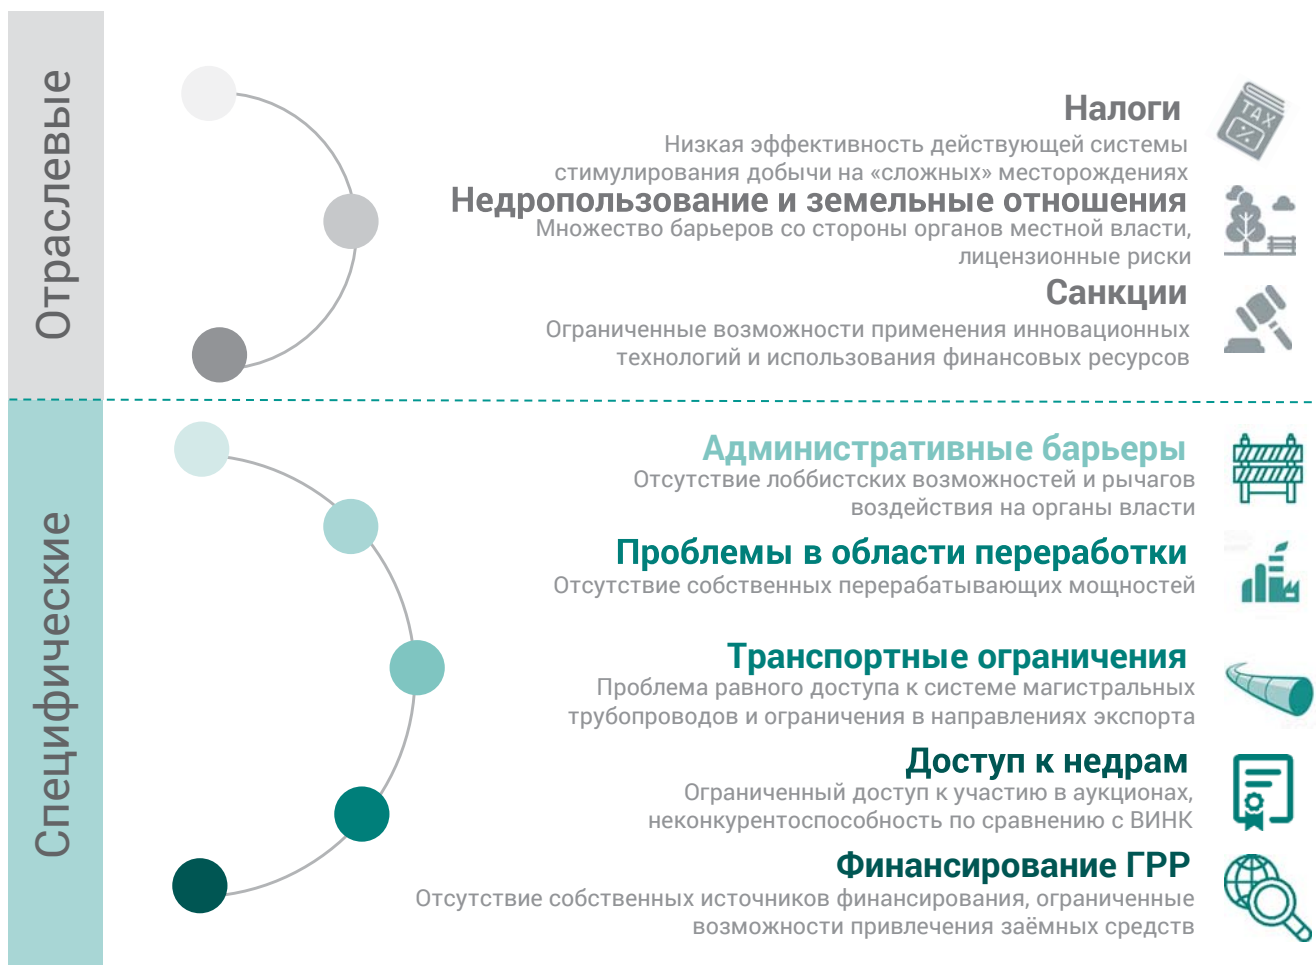 Отраслевые
Налоги
TAX
%
Низкая эффективность действующей системы
стимулирования добычи на «сложных» месторождениях
Недропользование и земельные отношения
Множество барьеров со стороны органов местной власти,
лицензионные риски
Санкции
Ограниченные возможности применения инновационных
технологий и использования финансовых ресурсов
Специфические
Административные барьеры
Отсутствие лоббистских возможностей и рычагов
воздействия на органы власти
Проблемы в области переработки
Отсутствие собственных перерабатывающих мощностей
Транспортные ограничения
Проблема равного доступа к системе магистральных
трубопроводов и ограничения в направлениях экспорта
Доступ к недрам
Ограниченный доступ к участию в аукционах,
неконкурентоспособность по сравнению с ВИНК
Финансирование ГРР
Отсутствие собственных источников финансирования, ограниченные
возможности привлечения заёмных средств